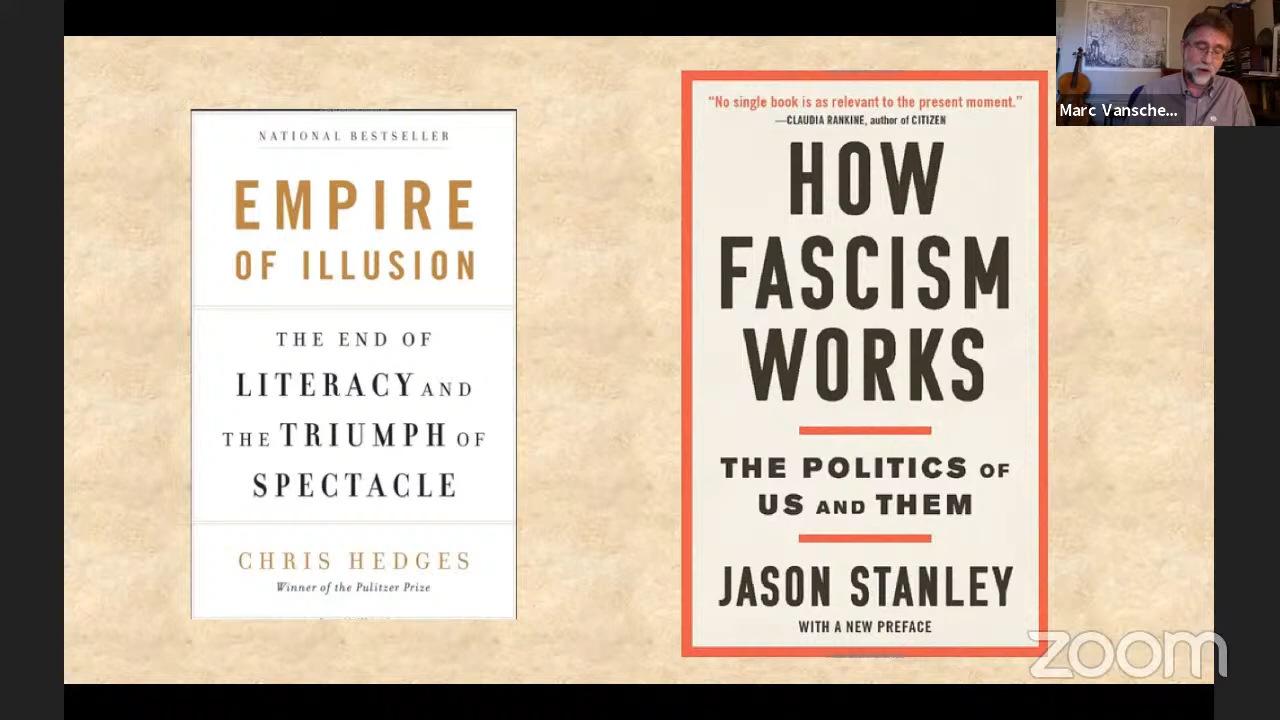 NATIONAL BESTSELLER
EMPIRE
OF ILLUSION
THE END OF
LITERACY AND
THE TRIUMPH OF
SPECTACLE
CHRIS HEDGES
Winner of the Pulitzer Prize
“No single book is as relevant to the present moment.”
—CLAUDIA RANKINE, author of CITIZEN
HOW
FASCISM
WORKS
THE POLITICS OF
US AND THEM
JASON STANLEY
WITH A NEW PREFACE
Marc Vansche...
zoom